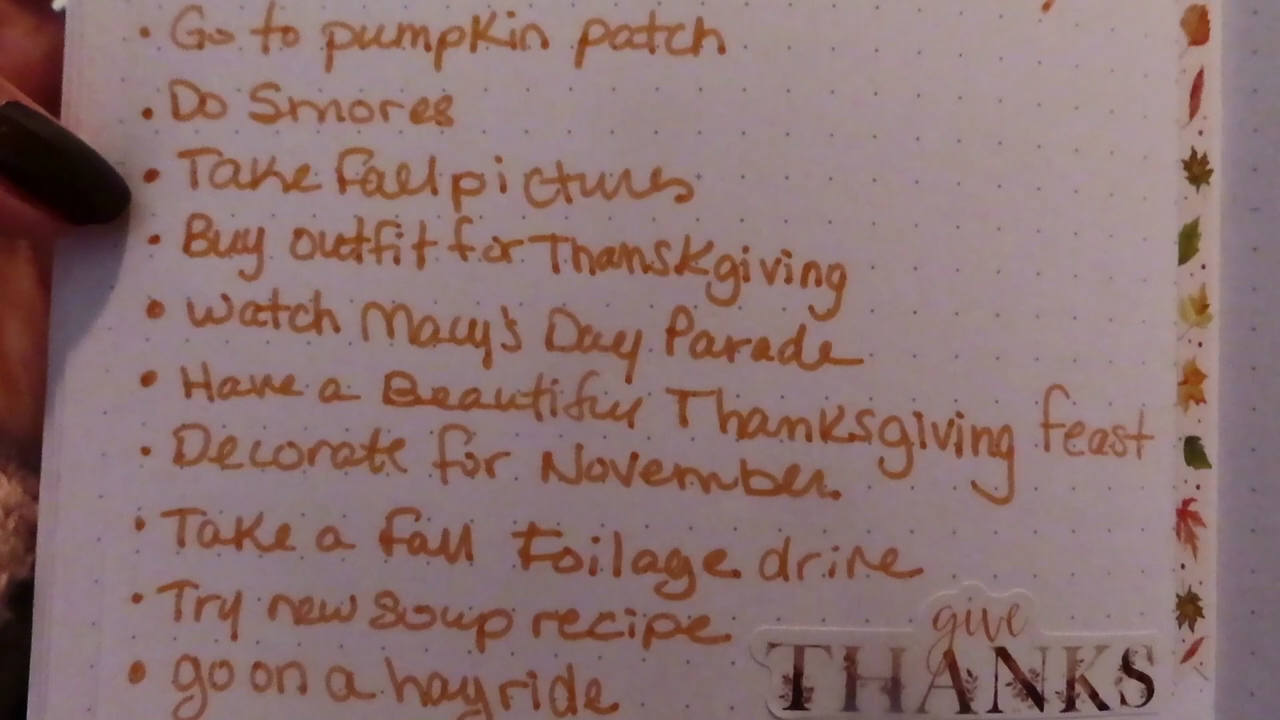 • Go to pumpkin patch
• Do Smores
• Take Fall pictures
• Buy outfit for Thanskgiving
• Watch Macy's Day Parade
• Have a Beautiful Thanksgiving feast
• Decorate for November.
• Take a fall Foilage drive
• Try new soup recipe
• go on a hayride
give
THANKS